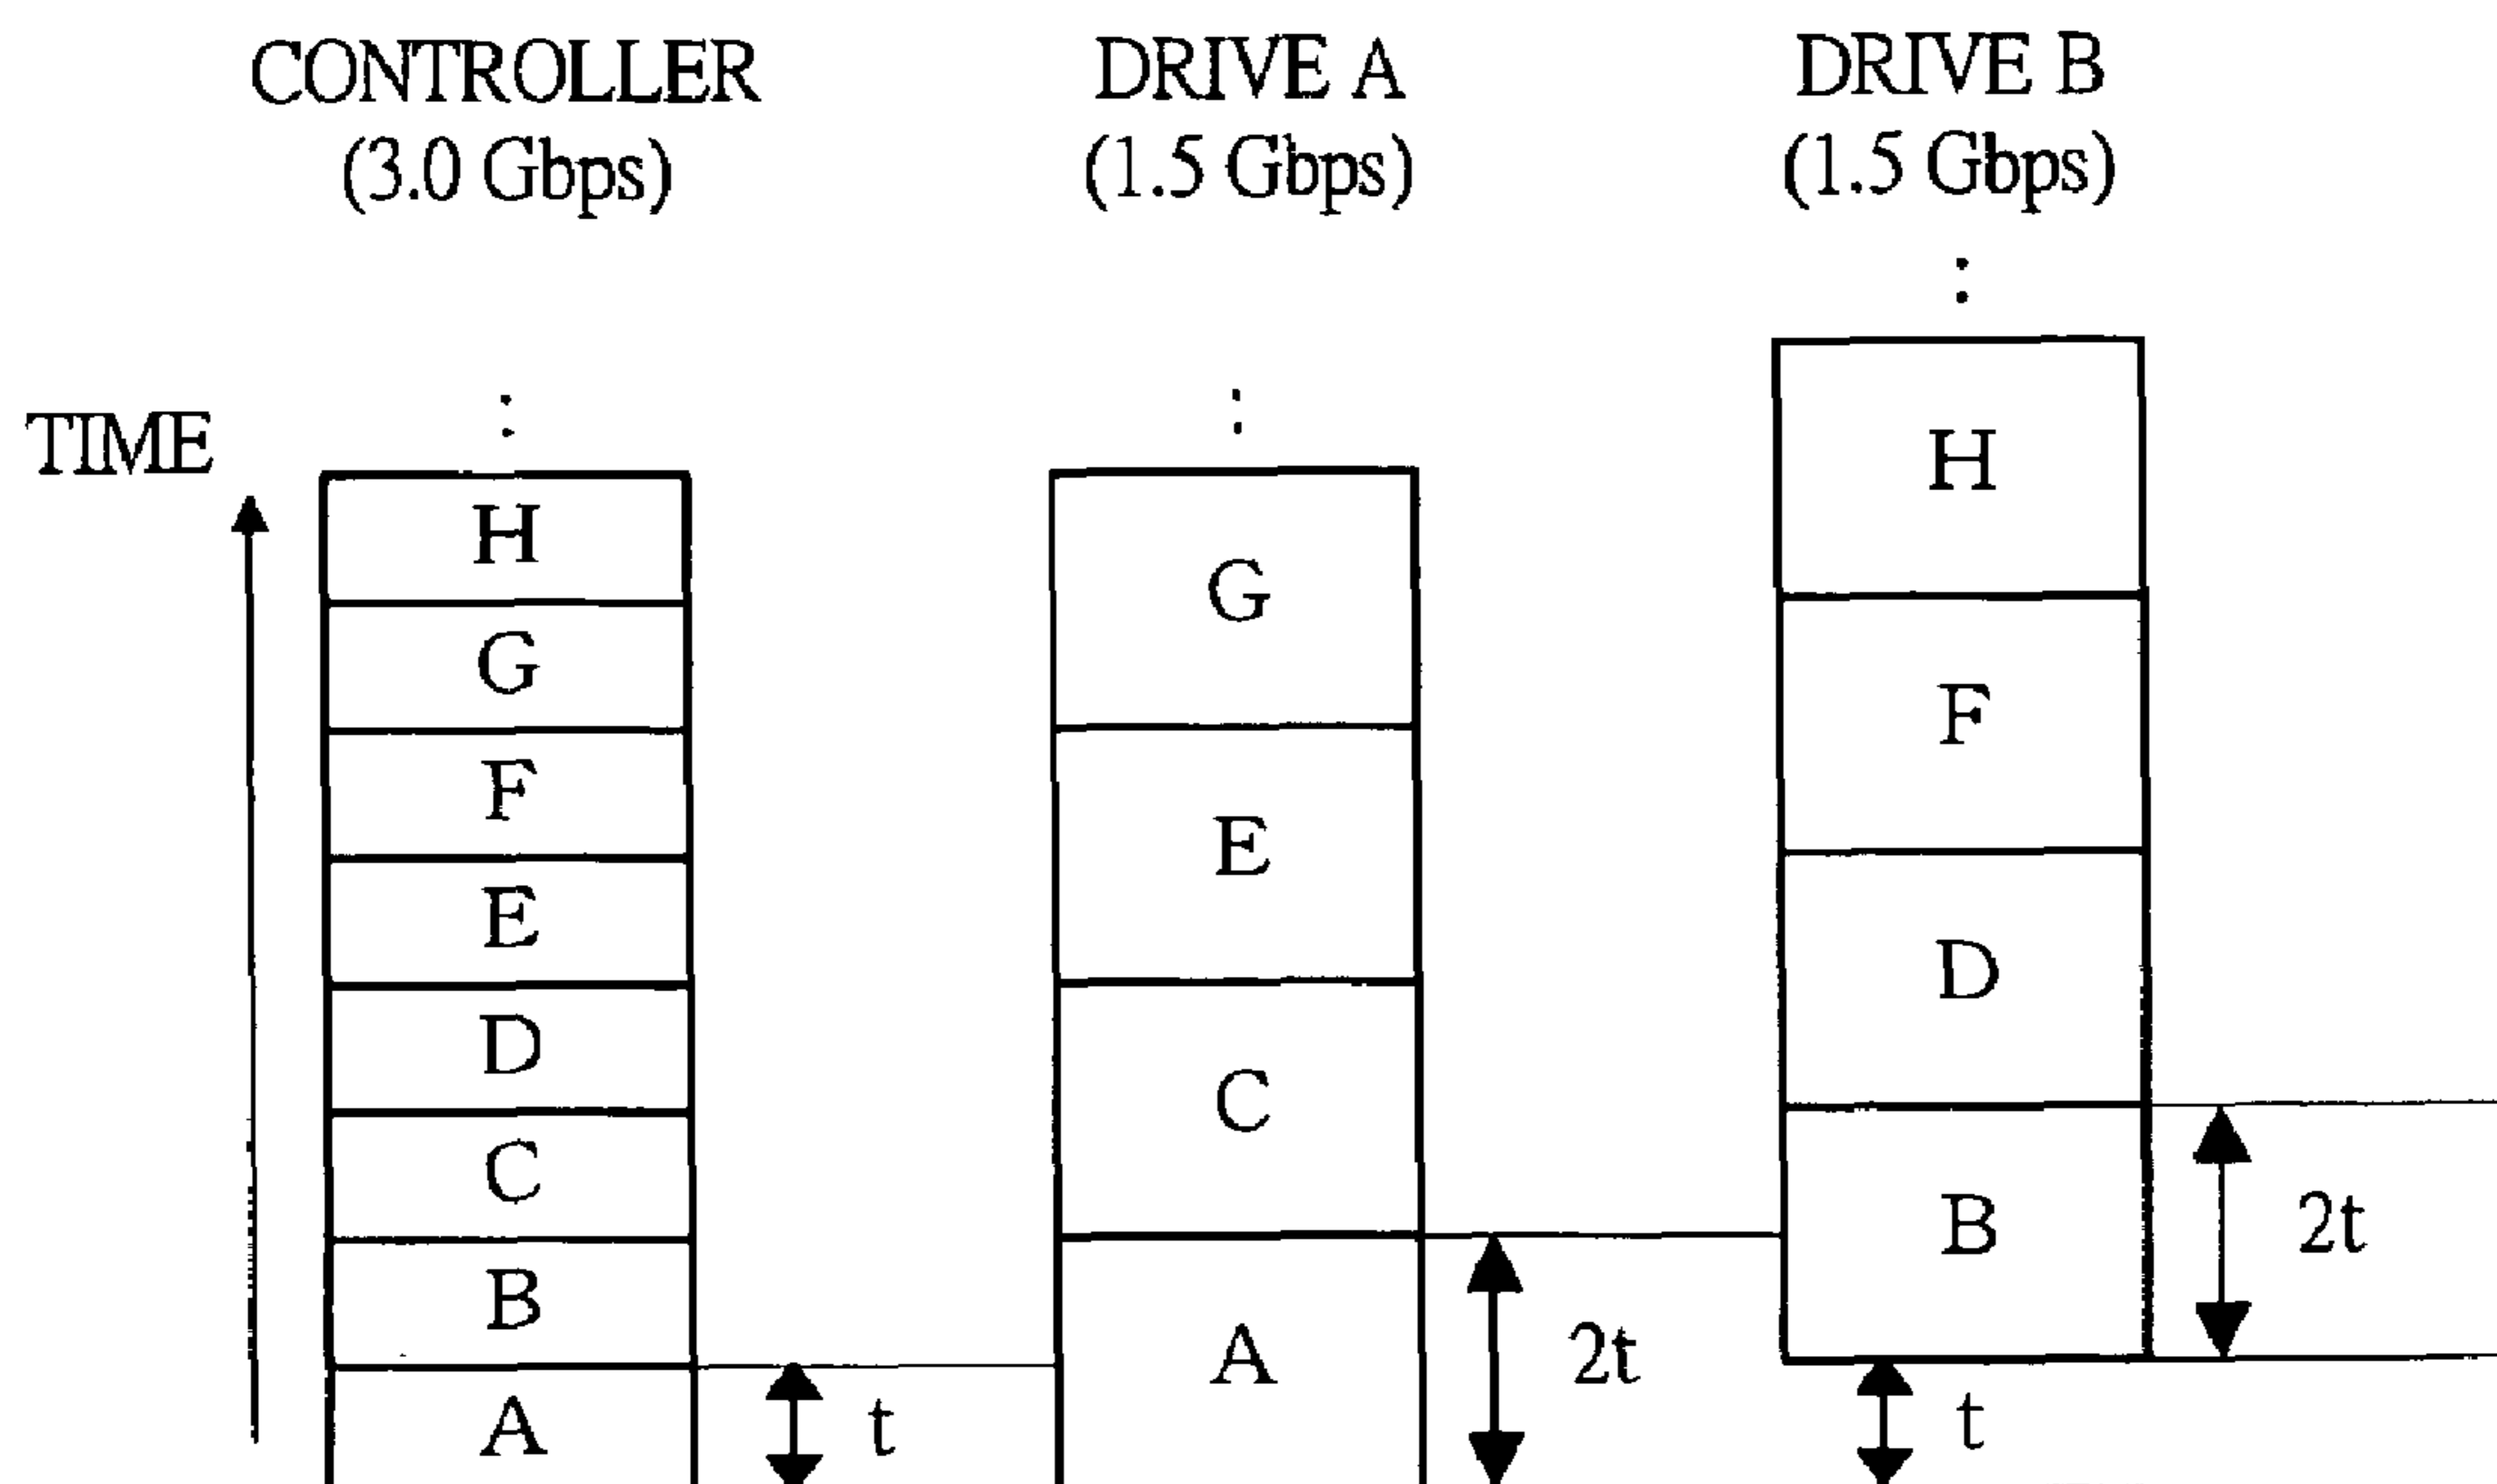 CONTROLLER
(3.0 Gbps)
DRIVE A
(1.5 Gbps)
DRIVE B
(1.5 Gbps)
:
:
:
TIME
H
G
F
E
D
C
B
A
t
G
E
C
A
2t
H
F
D
B
2t
t